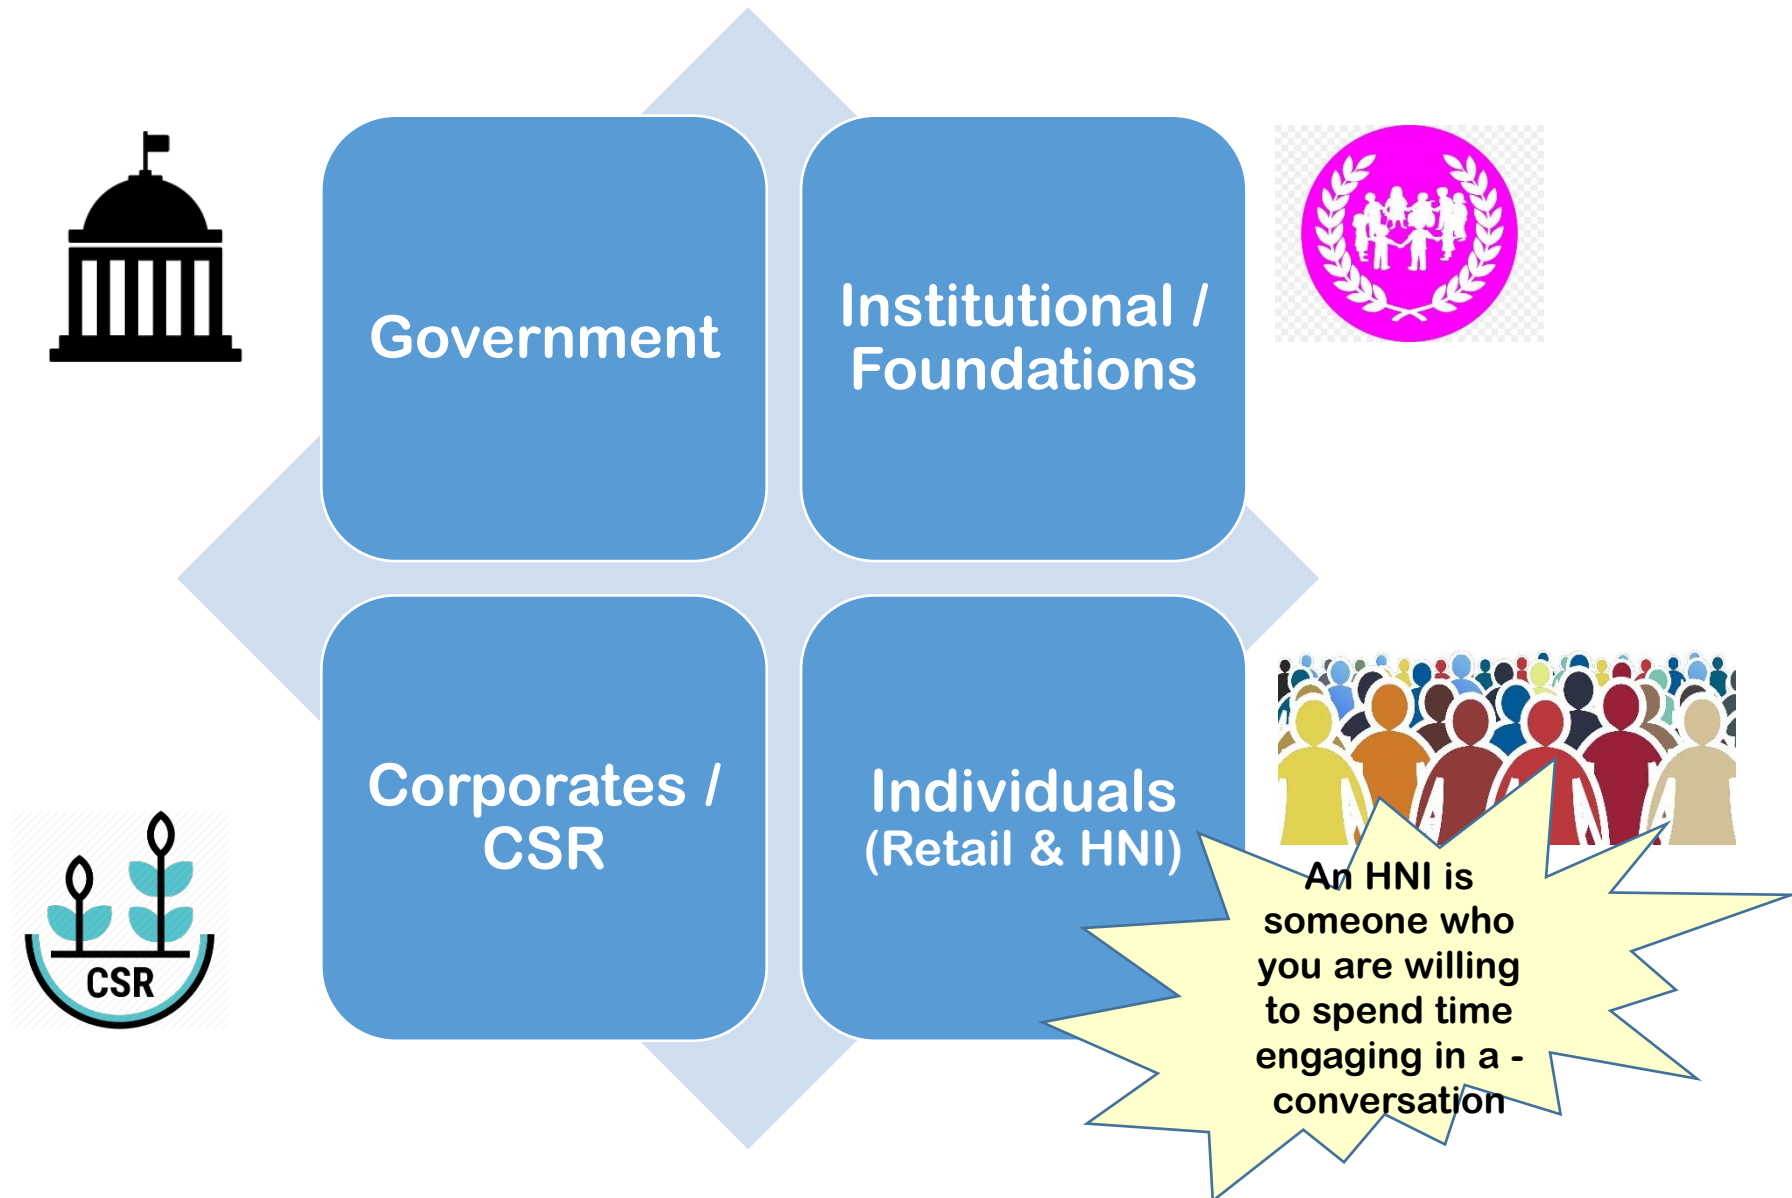 Government
Institutional /
Foundations
Corporates /
CSR
Individuals
(Retail & HNI)
CSR
An HNI is
someone who
you are willing
to spend time
engaging in a -
conversation